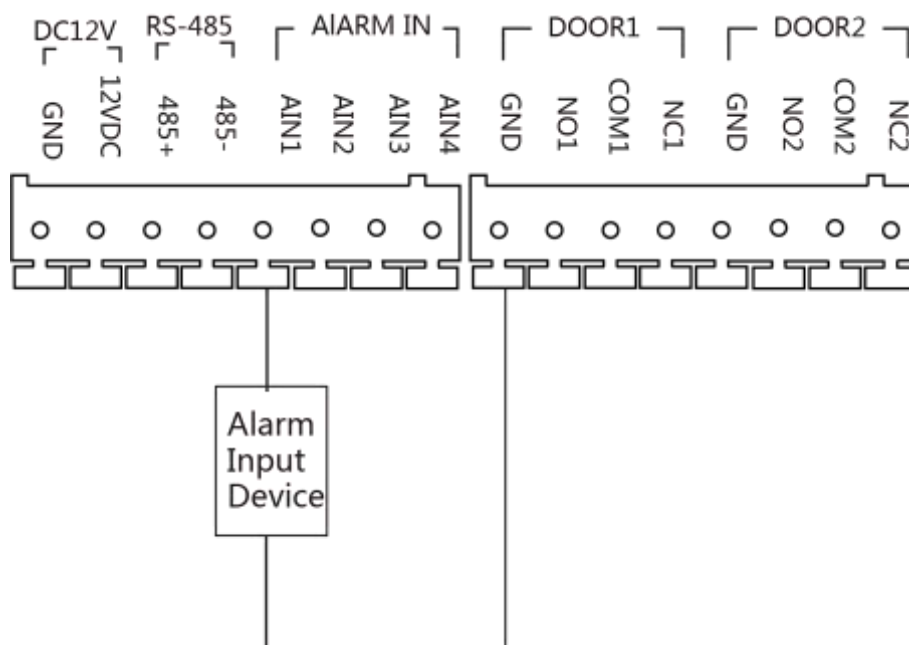 DC12V RS-485 AlARM IN DOOR1 DOOR2
GND 12VDC 485+ 485- AIN1 AIN2 AIN3 AIN4 GND NO1 COM1 NC1 GND NO2 COM2 NC2
Alarm
Input
Device